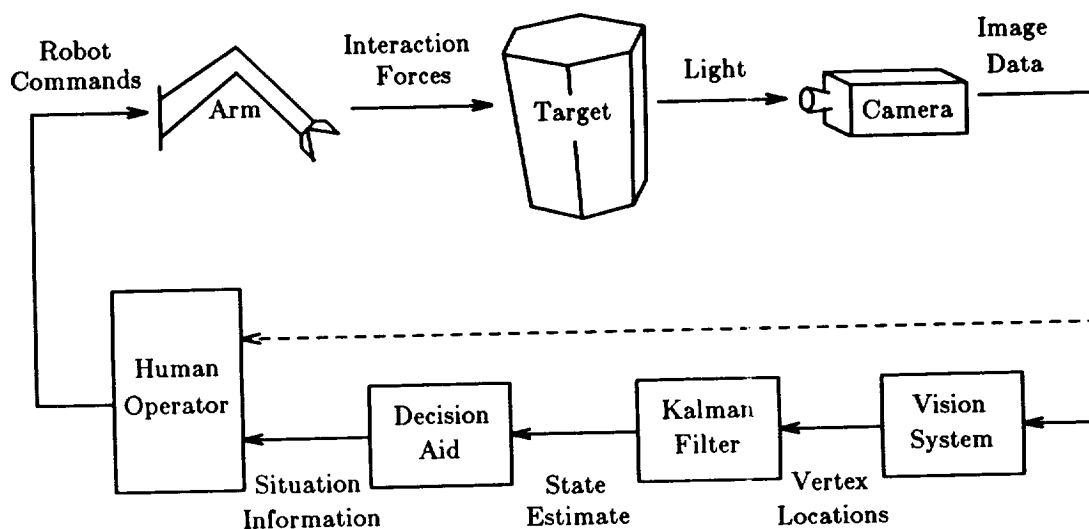 Robot
Commands
Arm
Interaction
Forces
Target
Light
Camera
Image
Data
Human
Operator
Decision
Aid
Kalman
Filter
Vision
System
Situation
Information
State
Estimate
Vertex
Locations